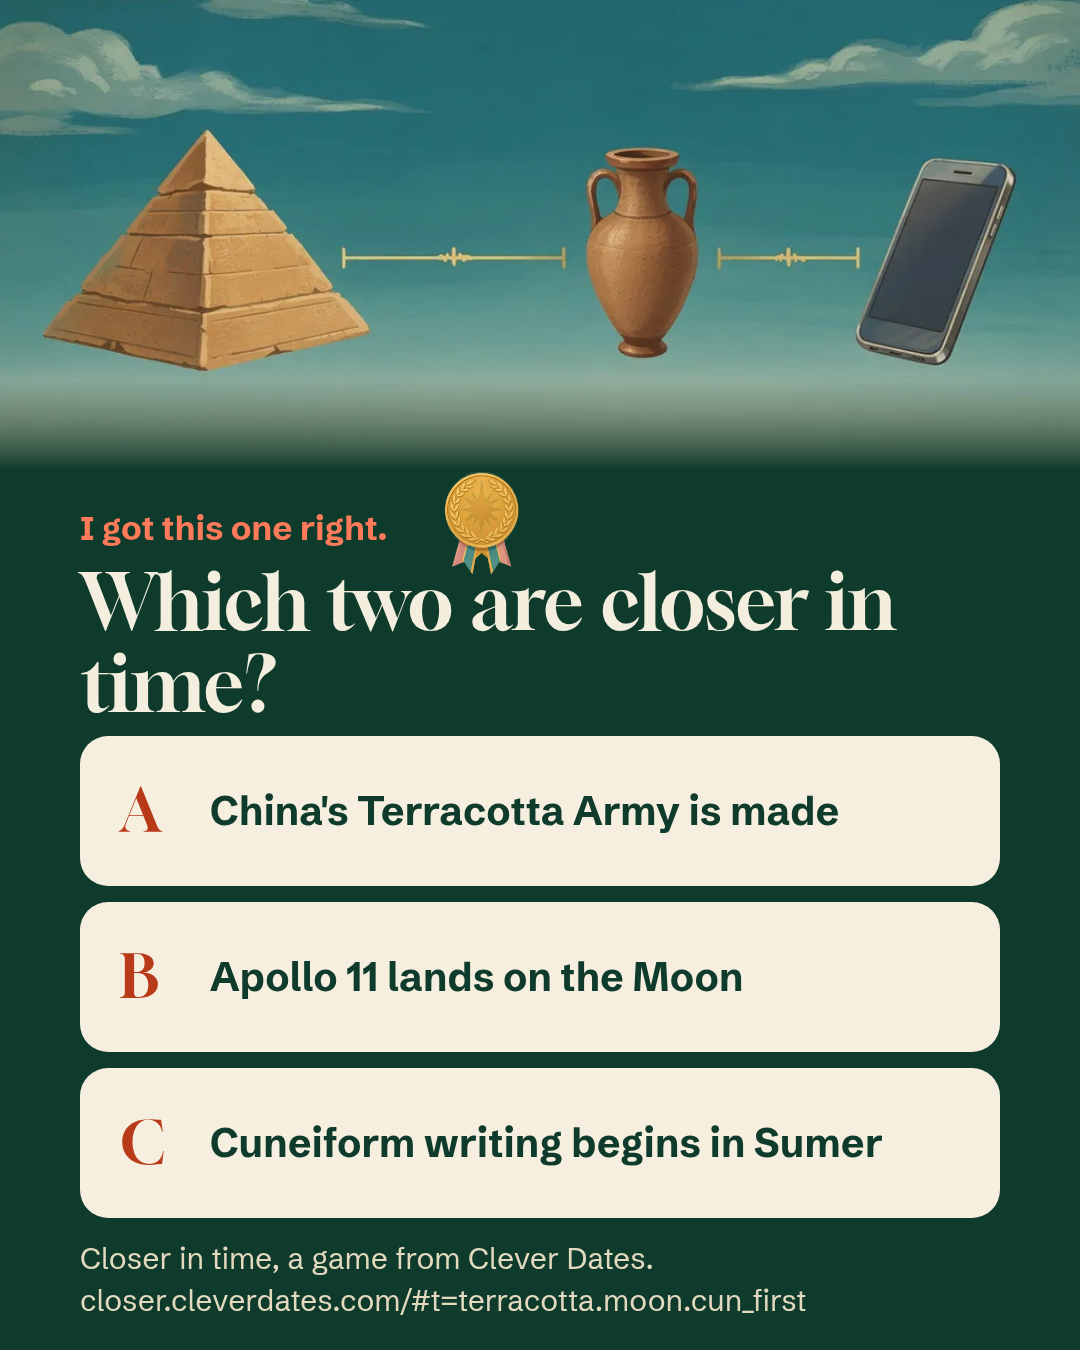 I got this one right.
Which two are closer in
time?
A China's Terracotta Army is made
B Apollo 11 lands on the Moon
C Cuneiform writing begins in Sumer
Closer in time, a game from Clever Dates.
closer.cleverdates.com/#t=terracotta.moon.cun_first